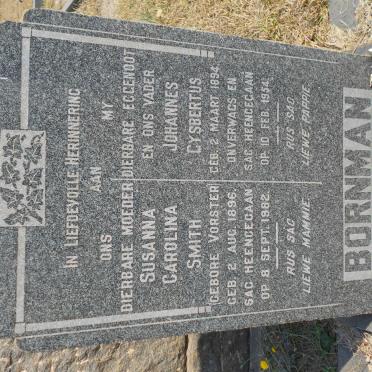 IN LIEFDEVOLLE HERINNERING
AAN
ONS
DIERBARE MOEDER
SUSANNA
CAROLINA
SMITH
GEBORE VORSTER
GEB. 2 AUG. 1896.
SAG HEENGEGAAN
OP 8 SEPT. 1982.
RUS SAG
LIEWE MAMMIE.
MY
DIERBARE EGGENOOT
EN ONS VADER
JOHANNES
GYSBERTUS
GEB. 2 MAART 1894.
ONVERWAGS EN
SAG HEENGEGAAN
OP 10 FEB. 1954.
RUS SAG
LIEWE PAPPIE.
BORNMAN